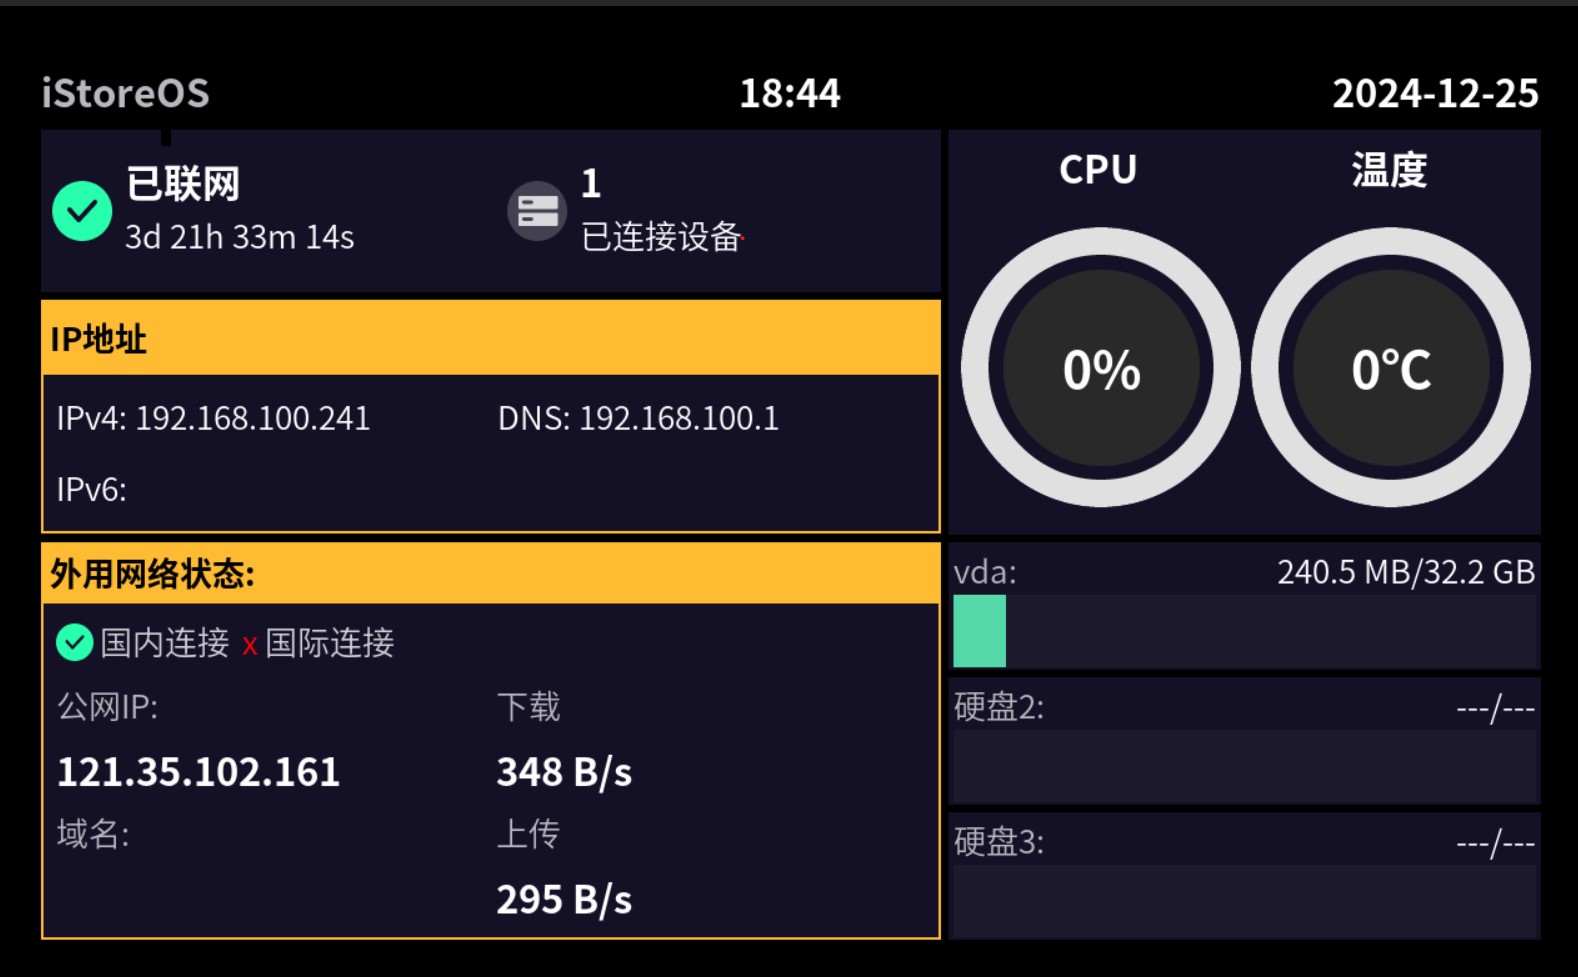 iStoreOS 18:44 2024-12-25
已联网
3d 21h 33m 14s
1
已连接设备
IP地址
IPv4: 192.168.100.241 DNS: 192.168.100.1
IPv6:
外用网络状态:
国内连接 x 国际连接
公网IP: 下载
121.35.102.161 348 B/s
域名: 上传
295 B/s
CPU 温度
0% 0°C
vda: 240.5 MB/32.2 GB
硬盘2: ---/---
硬盘3: ---/---